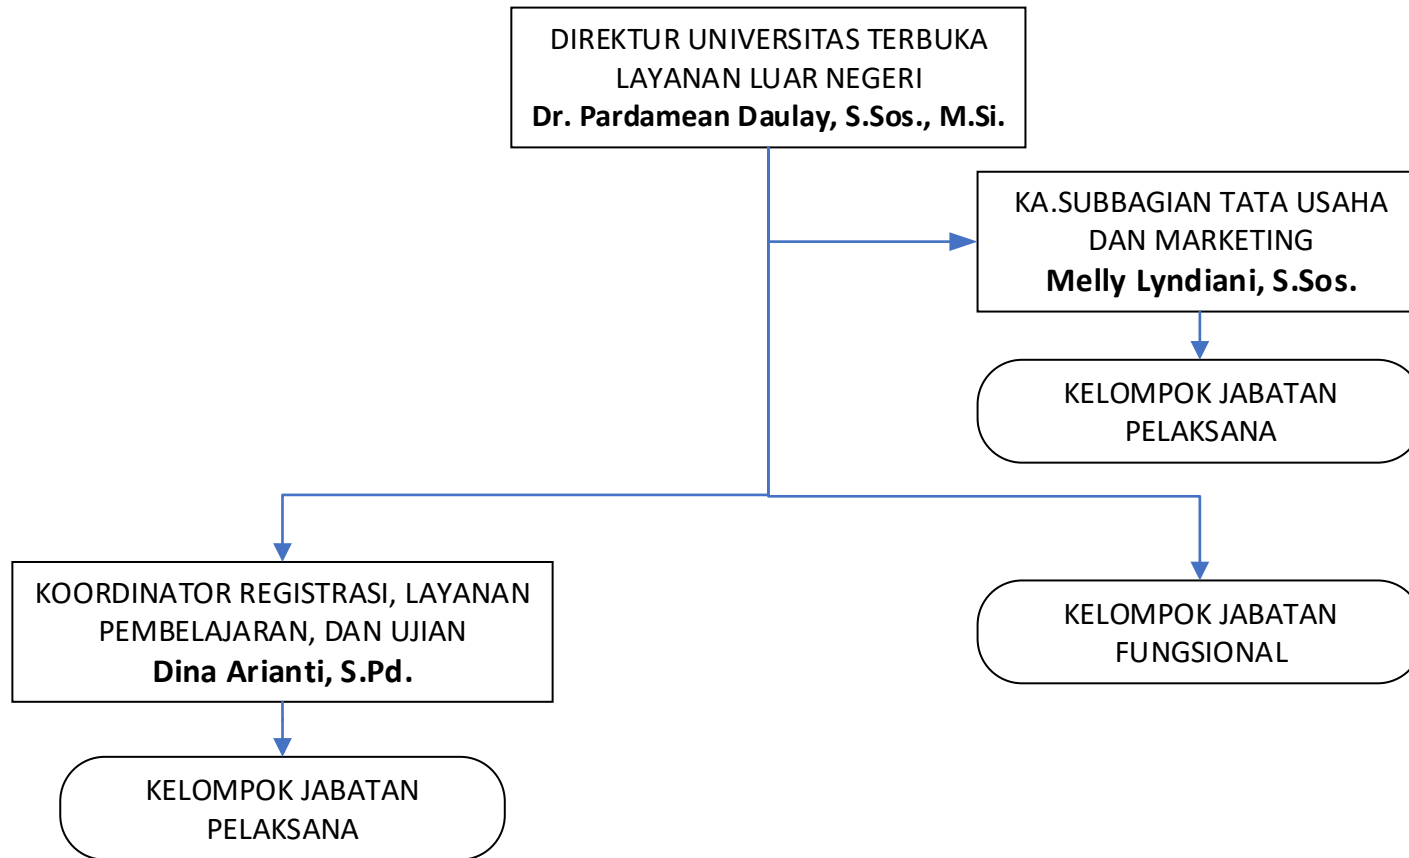 DIREKTUR UNIVERSITAS TERBUKA
LAYANAN LUAR NEGERI
Dr. Pardamean Daulay, S.Sos., M.Si.
KA.SUBBAGIAN TATA USAHA
DAN MARKETING
Melly Lyndiani, S.Sos.
KELOMPOK JABATAN
PELAKSANA
KOORDINATOR REGISTRASI, LAYANAN
PEMBELAJARAN, DAN UJIAN
Dina Arianti, S.Pd.
KELOMPOK JABATAN
FUNGSIONAL
KELOMPOK JABATAN
PELAKSANA